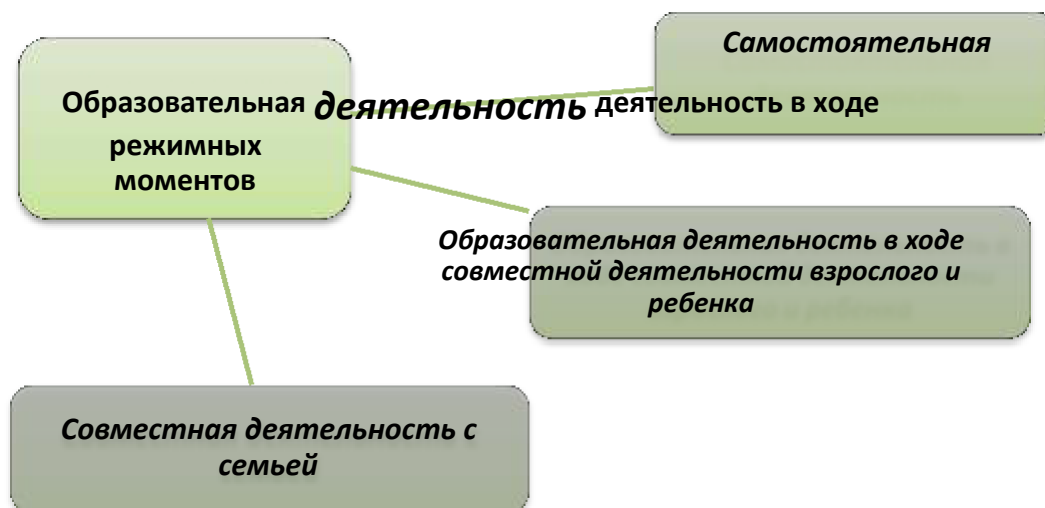 Самостоятельная
Образовательная деятельность деятельность в ходе
режимных
моментов
Образовательная деятельность в ходе
совместной деятельности взрослого и
ребенка
Совместная деятельность с
семьей